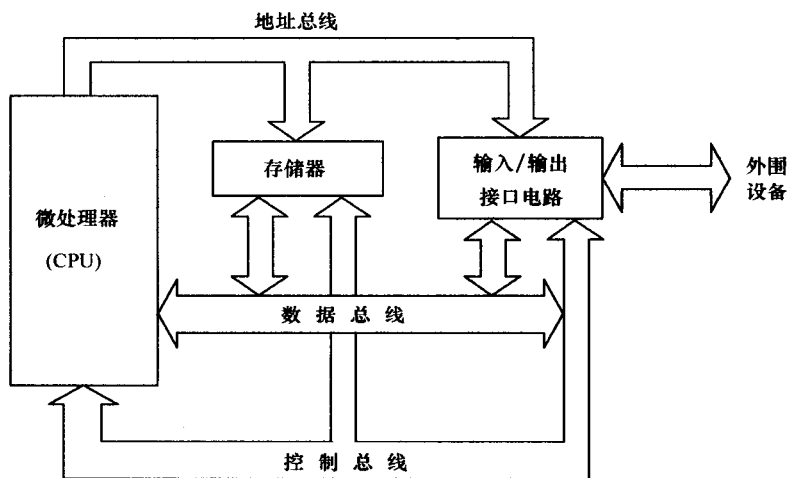 地址总线
存储器
输入/输出
接口电路
外围
设备
微处理器
(CPU)
数据总线
控制总线